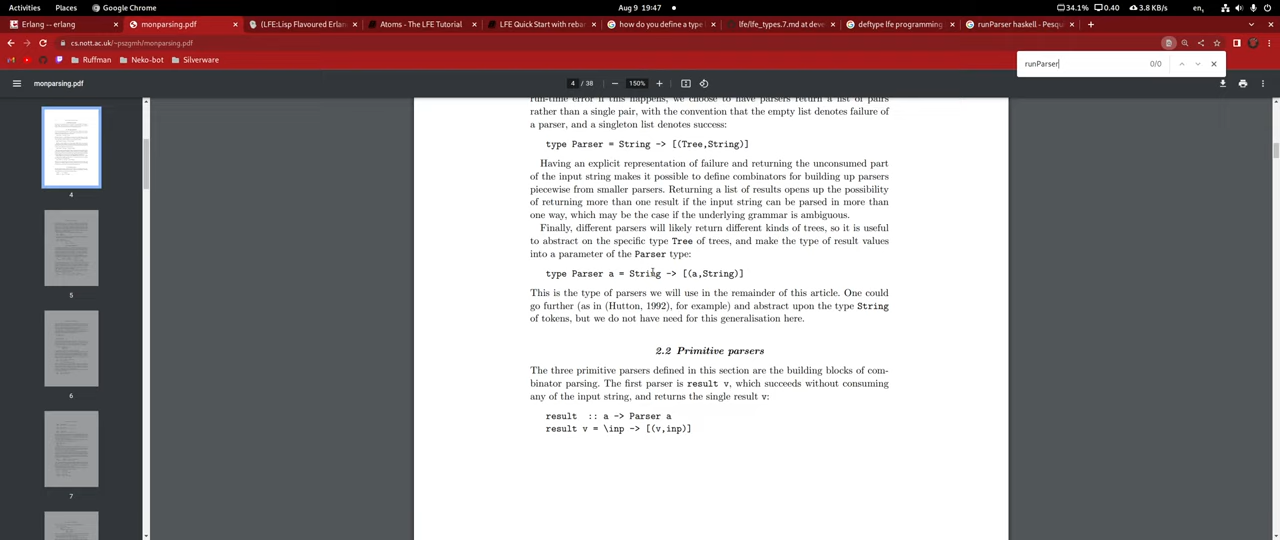 Activities Places Google Chrome Aug 9 19:47 34.1% 0.40 3.8 KB/s en
Erlang -- erlang monparsing.pdf (LFE:Lisp Flavoured Erlan Atoms - The LFE Tutorial LFE Quick Start with reba how do you define a type lfe/lfe_types.7.md at deve deftype lfe programming runParser haskell - Pesqu
cs.nott.ac.uk/~pszgmh/monparsing.pdf
Ruffman Neko-bot Silverware
runParser 0/0
monparsing.pdf 4 / 38 150%
run-time error if this happens, we choose to have parsers return a list of pairs
rather than a single pair, with the convention that the empty list denotes failure of
a parser, and a singleton list denotes success:
type Parser = String -> [(Tree,String)]
Having an explicit representation of failure and returning the unconsumed part
of the input string makes it possible to define combinators for building up parsers
piecewise from smaller parsers. Returning a list of results opens up the possibility
of returning more than one result if the input string can be parsed in more than
one way, which may be the case if the underlying grammar is ambiguous.
Finally, different parsers will likely return different kinds of trees, so it is useful
to abstract on the specific type Tree of trees, and make the type of result values
into a parameter of the Parser type:
type Parser a = String -> [(a,String)]
This is the type of parsers we will use in the remainder of this article. One could
go further (as in (Hutton, 1992), for example) and abstract upon the type String
of tokens, but we do not have need for this generalisation here.
2.2 Primitive parsers
The three primitive parsers defined in this section are the building blocks of com-
binator parsing. The first parser is result v, which succeeds without consuming
any of the input string, and returns the single result v:
result :: a -> Parser a
result v = \inp -> [(v,inp)]
4
5
6
7